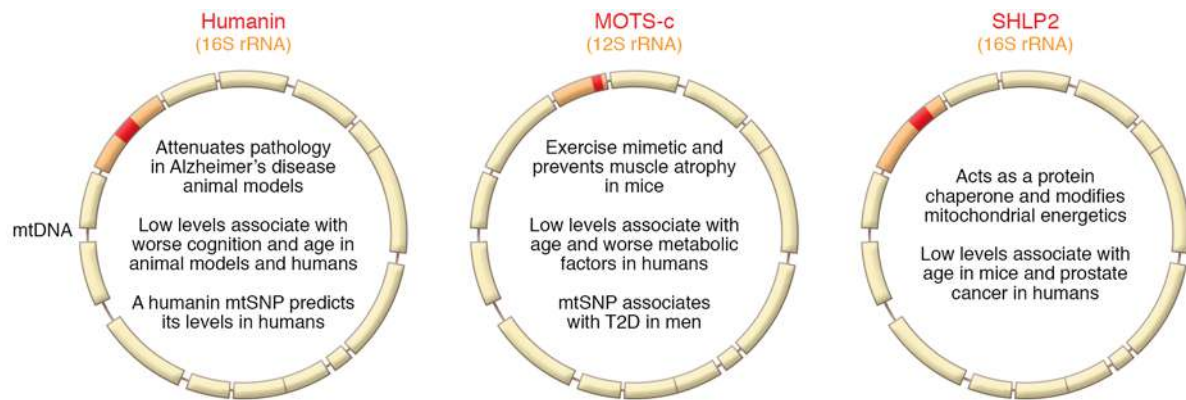 Humanin
(16S rRNA)
Attenuates pathology
in Alzheimer's disease
animal models
Low levels associate with
worse cognition and age in
animal models and humans
A humanin mtSNP predicts
its levels in humans
mtDNA
MOTS-c
(12S rRNA)
Exercise mimetic and
prevents muscle atrophy
in mice
Low levels associate with
age and worse metabolic
factors in humans
mtSNP associates
with T2D in men
SHLP2
(16S rRNA)
Acts as a protein
chaperone and modifies
mitochondrial energetics
Low levels associate with
age in mice and prostate
cancer in humans